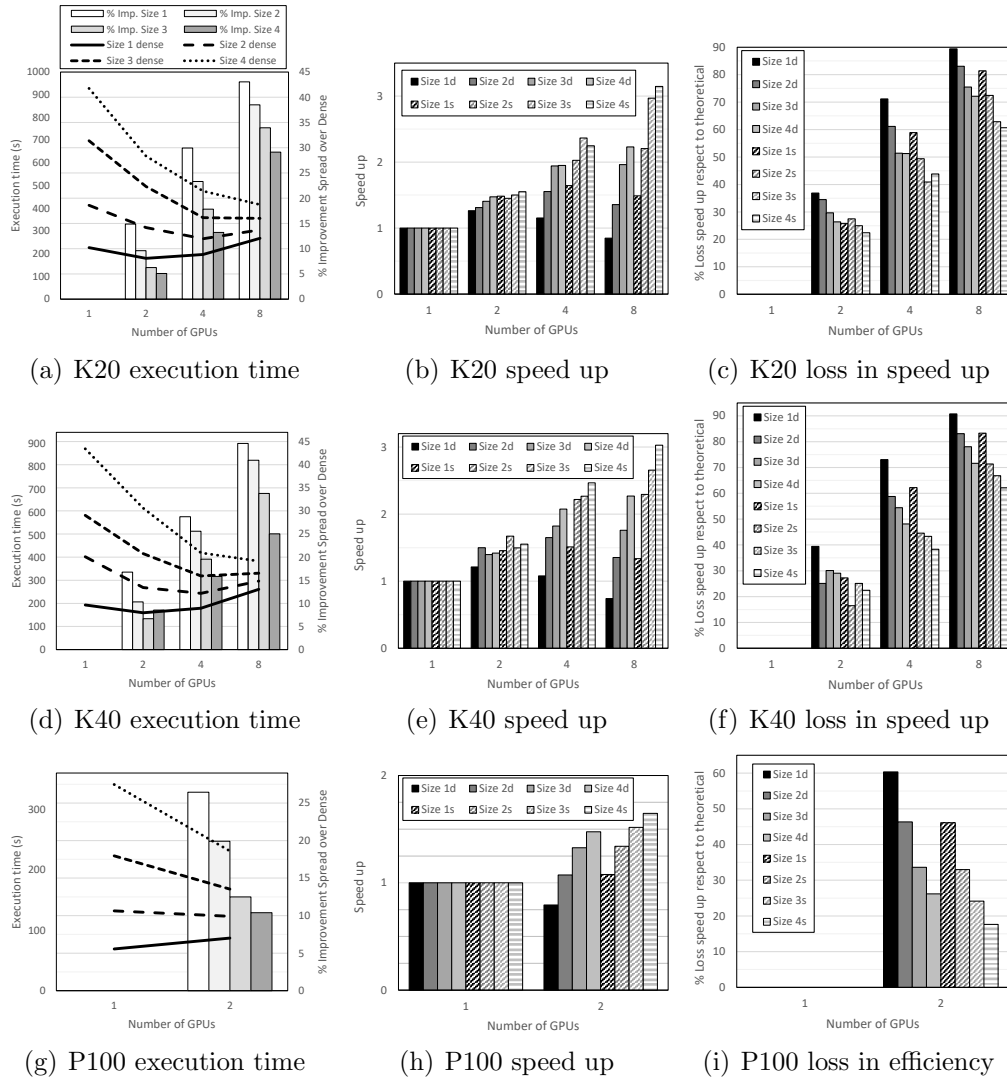 % Imp. Size 1 % Imp. Size 2
% Imp. Size 3 % Imp. Size 4
Size 1 dense Size 2 dense
Size 3 dense Size 4 dense
Execution time (s)
1000
900
800
700
600
500
400
300
200
100
0
45
40
35
30
25
20
15
10
5
0
% Improvement Spread over Dense
1 2 4 8
Number of GPUs
(a) K20 execution time
Speed up
3
2
1
0
Size 1d Size 2d Size 3d Size 4d
Size 1s Size 2s Size 3s Size 4s
1 2 4 8
Number of GPUs
(b) K20 speed up
% Loss speed up respect to theoretical
90
80
70
60
50
40
30
20
10
0
Size 1d
Size 2d
Size 3d
Size 4d
Size 1s
Size 2s
Size 3s
Size 4s
1 2 4 8
Number of GPUs
(c) K20 loss in speed up
Execution time (s)
900
800
700
600
500
400
300
200
100
0
45
40
35
30
25
20
15
10
5
0
% Improvement Spread over Dense
1 2 4 8
Number of GPUs
(d) K40 execution time
Speed up
3
2
1
0
Size 1d Size 2d Size 3d Size 4d
Size 1s Size 2s Size 3s Size 4s
1 2 4 8
Number of GPUs
(e) K40 speed up
% Loss speed up respect to theoretical
90
80
70
60
50
40
30
20
10
0
Size 1d
Size 2d
Size 3d
Size 4d
Size 1s
Size 2s
Size 3s
Size 4s
1 2 4 8
Number of GPUs
(f) K40 loss in speed up
Execution time (s)
300
200
100
0
25
20
15
10
5
0
% Improvement Spread over Dense
1 2
Number of GPUs
(g) P100 execution time
Speed up
2
1
0
Size 1d Size 2d Size 3d Size 4d
Size 1s Size 2s Size 3s Size 4s
1 2
Number of GPUs
(h) P100 speed up
% Loss speed up respect to theoretical
60
50
40
30
20
10
0
Size 1d
Size 2d
Size 3d
Size 4d
Size 1s
Size 2s
Size 3s
Size 4s
1 2
Number of GPUs
(i) P100 loss in efficiency